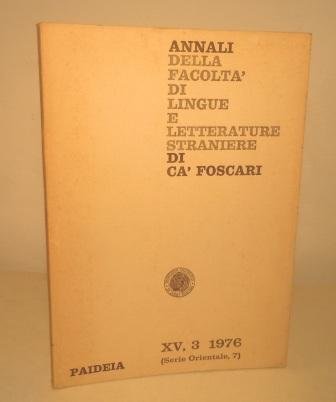 ANNALI
DELLA
FACOLTA'
DI
LINGUE
E
LETTERATURE
STRANIERE
DI
CA' FOSCARI
XV, 3 1976
(Serie Orientale, 7)
PAIDEIA